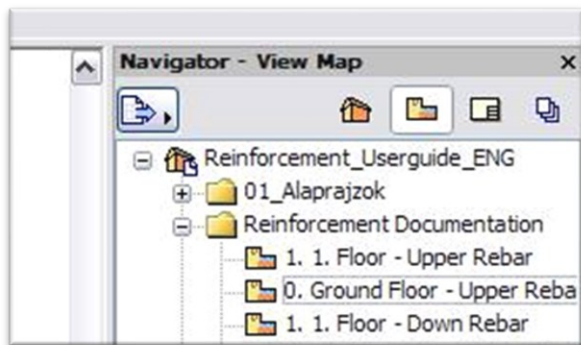 Navigator - View Map
Reinforcement_Userguide_ENG
01_Alaprajzok
Reinforcement Documentation
1. 1. Floor - Upper Rebar
0. Ground Floor - Upper Reba
1. 1. Floor - Down Rebar